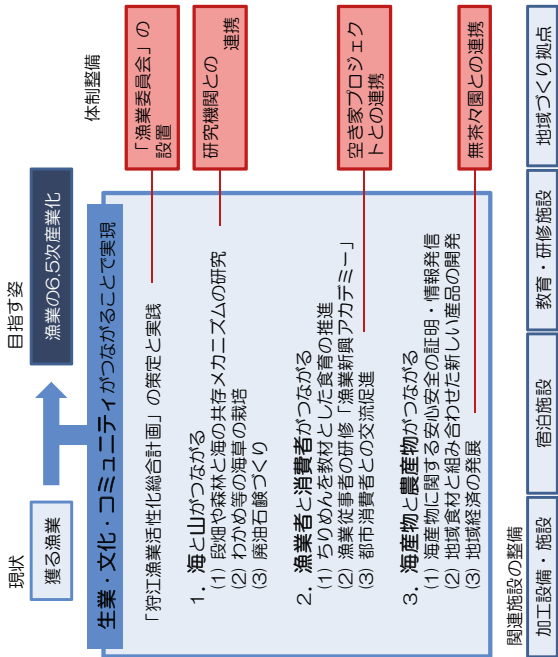 現状
目指す姿
体制整備
獲る漁業
漁業の6.5次産業化
生業・文化・コミュニティがつながることで実現
「狩江漁業活性化総合計画」の策定と実践
「漁業委員会」の
設置
1. 海と山がつながる
(1) 段畑や森林と海の共存メカニズムの研究
(2) わかめ等の海草の栽培
(3) 廃油石鹸づくり
研究機関との
連携
2. 漁業者と消費者がつながる
(1) ちりめんを教材とした食育の推進
(2) 漁業従事者の研修「漁業新興アカデミー」
(3) 都市消費者との交流促進
空き家プロジェク
トとの連携
3. 海産物と農産物がつながる
(1) 海産物に関する安心安全の証明・情報発信
(2) 地域食材と組み合わせた新しい産品の開発
(3) 地域経済の発展
無茶々園との連携
関連施設の整備
加工設備・施設
宿泊施設
教育・研修施設
地域づくり拠点